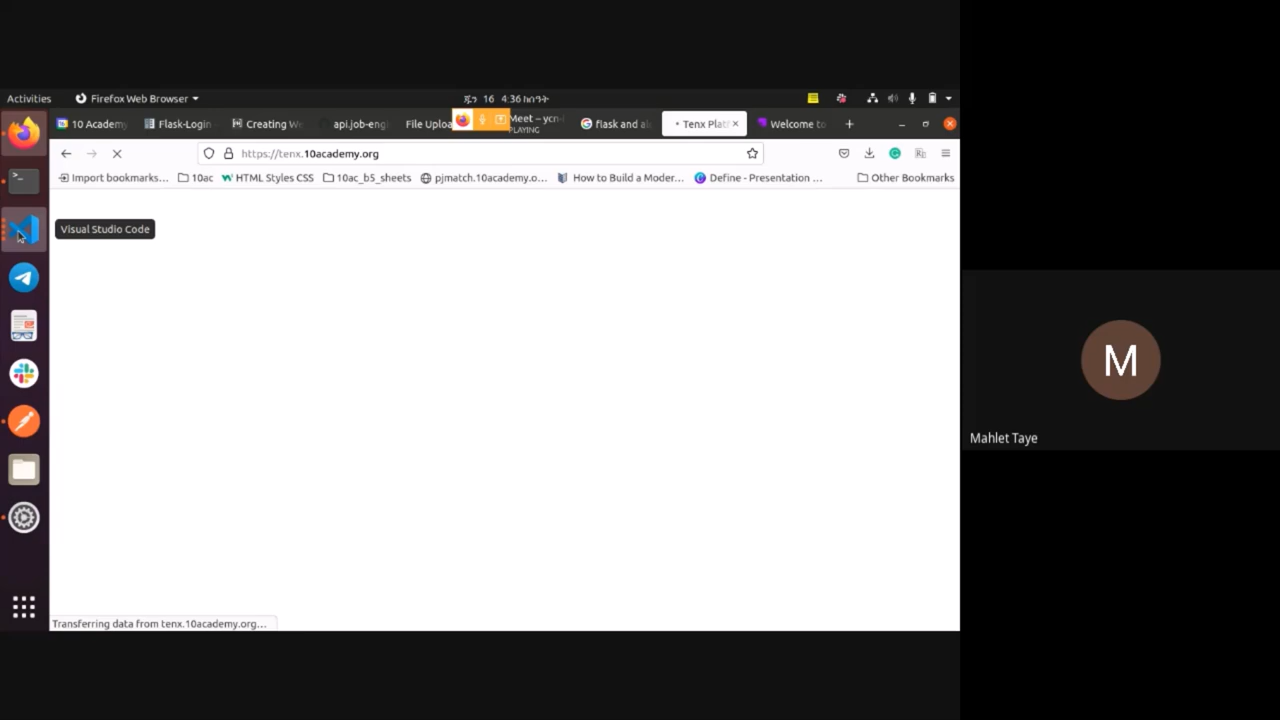 Activities
Firefox Web Browser
16 4:36
10 Academy
Flask-Login
Creating W
api.job-eng
File Uploa
Meet – ycn-
PLAYING
flask and a
Tenx Plat
Welcome to
https://tenx.10academy.org
Import bookmarks...
10ac
HTML Styles CSS
10ac_b5_sheets
pjmatch.10academy.o...
How to Build a Moder...
Define - Presentation ...
Other Bookmarks
Visual Studio Code
M
Mahlet Taye
Transferring data from tenx.10academy.org...